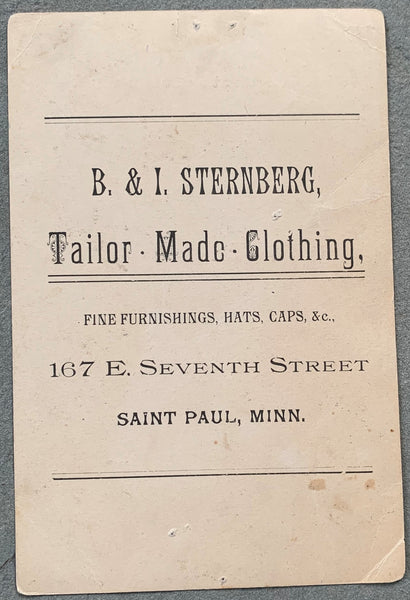 B. & I. STERNBERG,
Tailor · Made · Clothing,
FINE FURNISHINGS, HATS, CAPS, &c.,
167 E. SEVENTH STREET
SAINT PAUL, MINN.